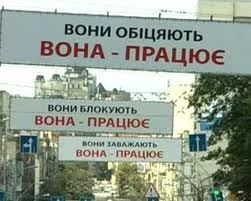 ВОНИ ОБІЦЯЮТЬ
ВОНА - ПРАЦЮЄ
ВОНИ БЛОКУЮТЬ
ВОНА - ПРАЦЮЄ
ВОНИ ЗАВАЖАЮТЬ
ВОНА - ПРАЦЮЄ